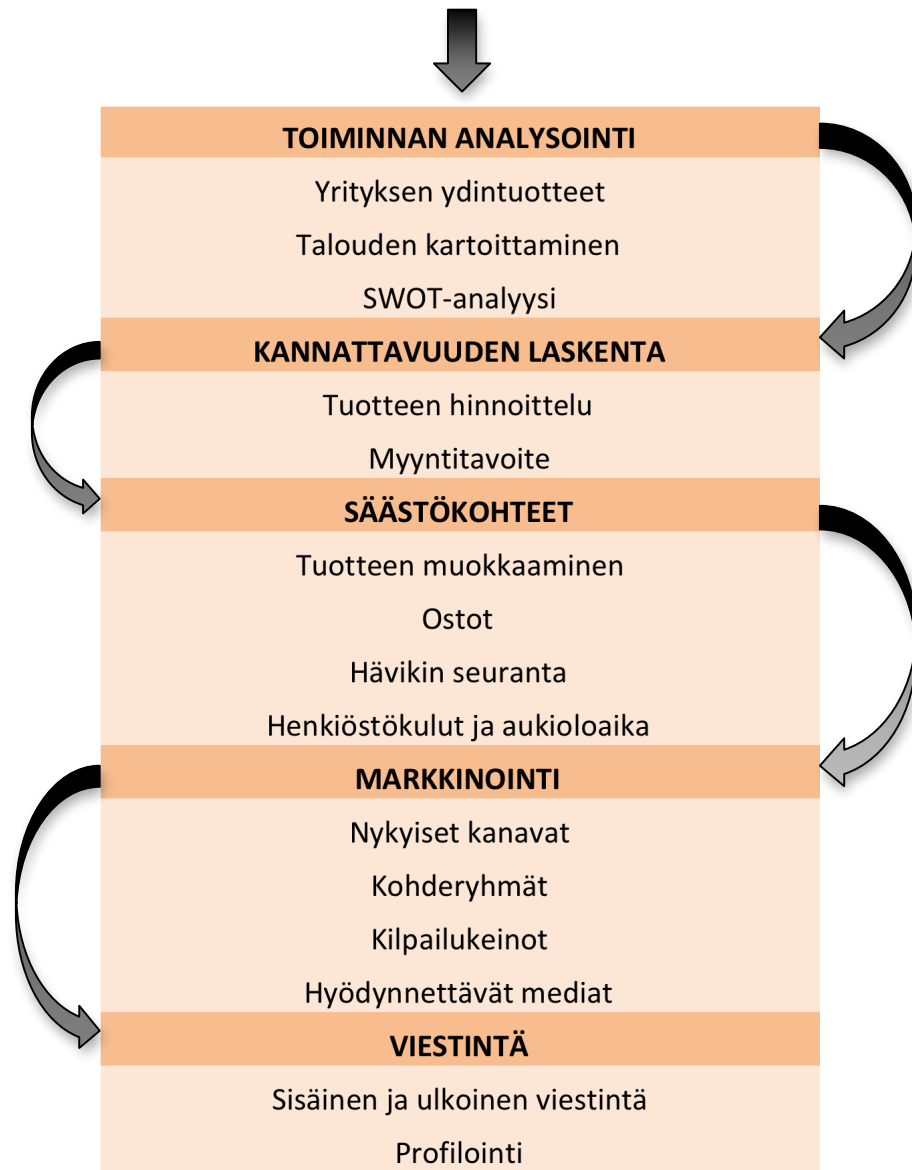 TOIMINNAN ANALYSOINTI
Yrityksen ydintuotteet
Talouden kartoittaminen
SWOT-analyysi
KANNATTAVUUDEN LASKENTA
Tuotteen hinnoittelu
Myyntitavoite
SÄÄSTÖKOHTEET
Tuotteen muokkaaminen
Ostot
Hävikin seuranta
Henkiöstökulut ja aukioloaika
MARKKINOINTI
Nykyiset kanavat
Kohderyhmät
Kilpailukeinot
Hyödynnettävät mediat
VIESTINTÄ
Sisäinen ja ulkoinen viestintä
Profilointi